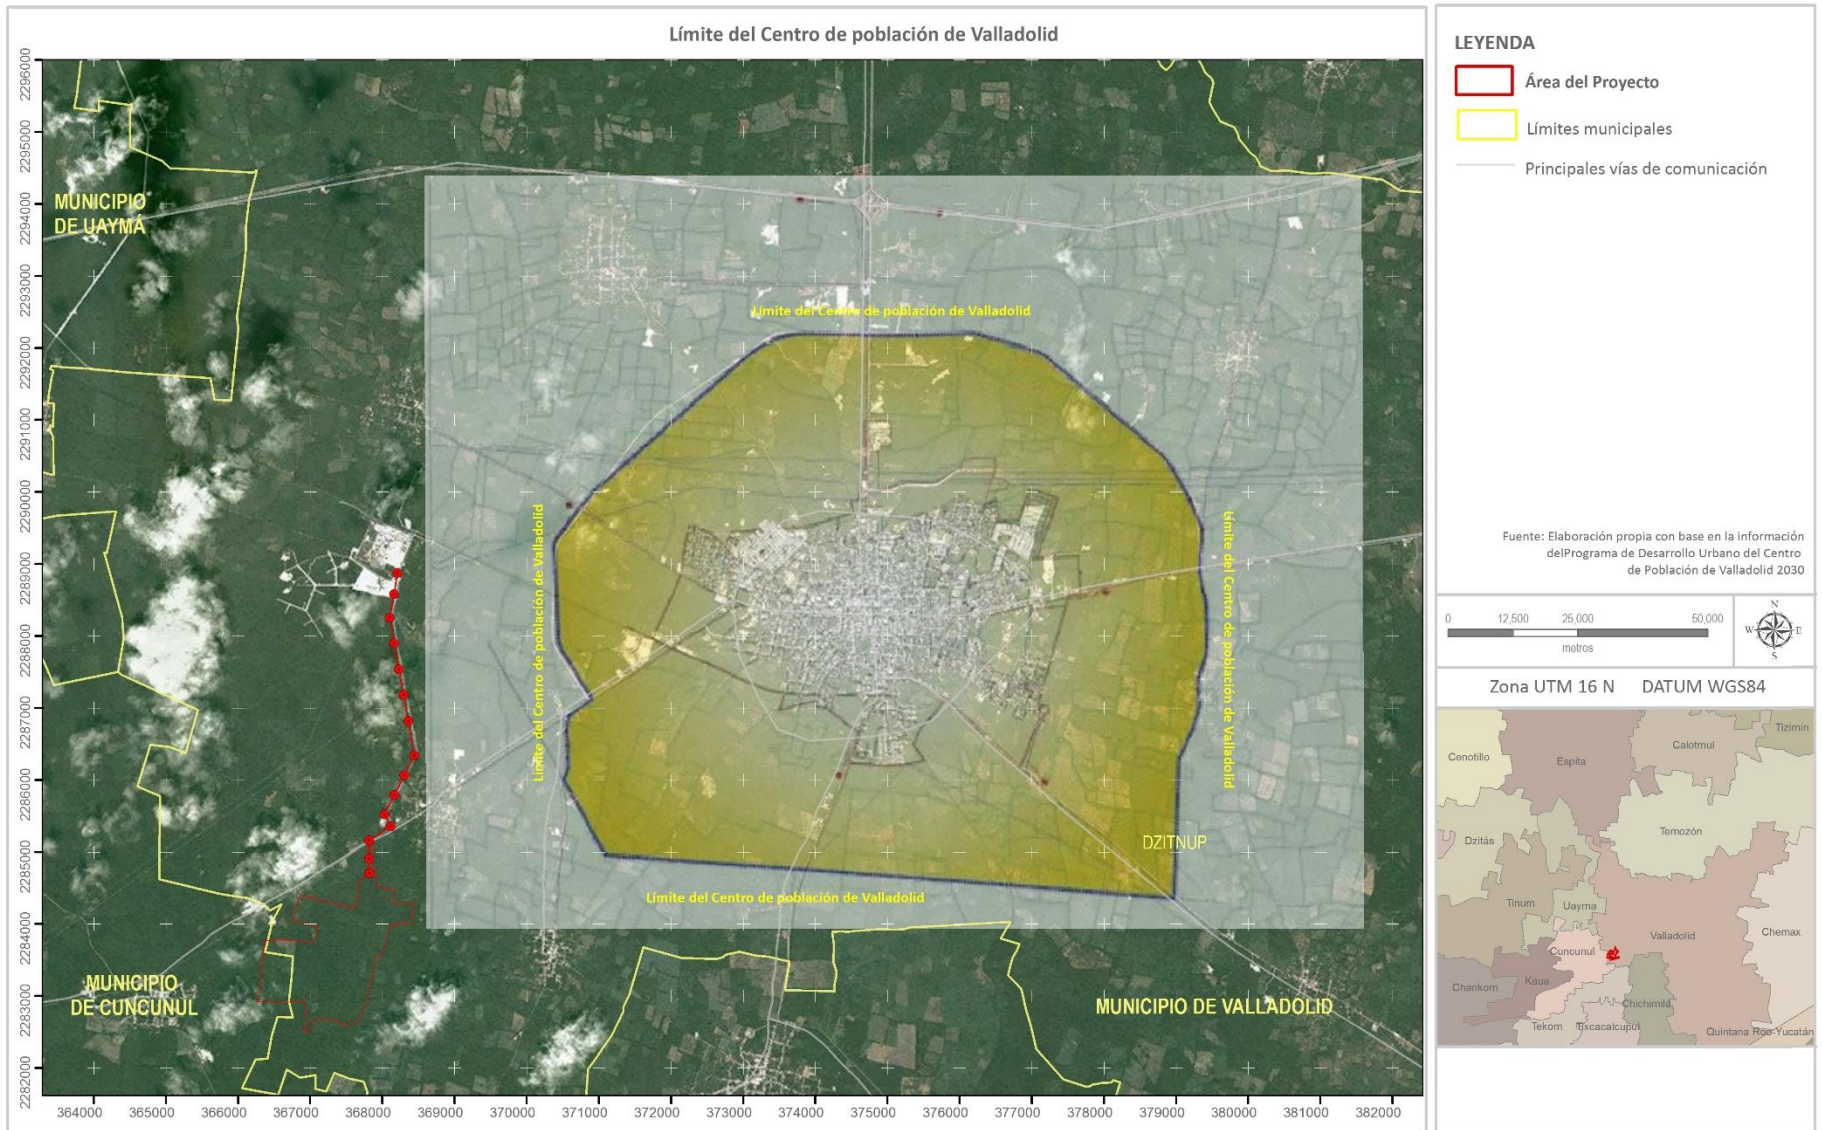 Límite del Centro de población de Valladolid
2296000
2295000
2294000
2293000
2292000
2291000
2290000
2289000
2288000
2287000
2286000
2285000
2284000
2283000
2282000
MUNICIPIO
DE UAYMÁ
Límite del Centro de población de Valladolid
Límite del Centro de población de Valladolid
Límite del Centro de población de Valladolid
DZITNUP
Límite del Centro de población de Valladolid
MUNICIPIO
DE CUNCUNUL
MUNICIPIO DE VALLADOLID
364000 365000 366000 367000 368000 369000 370000 371000 372000 373000 374000 375000 376000 377000 378000 379000 380000 381000 382000
LEYENDA
Área del Proyecto
Límites municipales
Principales vías de comunicación
Fuente: Elaboración propia con base en la información
delPrograma de Desarrollo Urbano del Centro
de Población de Valladolid 2030
0 12,500 25,000 50,000
metros
N
W E
S
Zona UTM 16 N DATUM WGS84
Tizimin
Calotmul
Cenotillo
Espita
Temozón
Dzitás
Tinum
Uayma
Chemax
Valladolid
Cuncunul
Kaua
Chankom
Chichimilá
Tekom
Tixcacalcupul
Quintana Roo-Yucatán